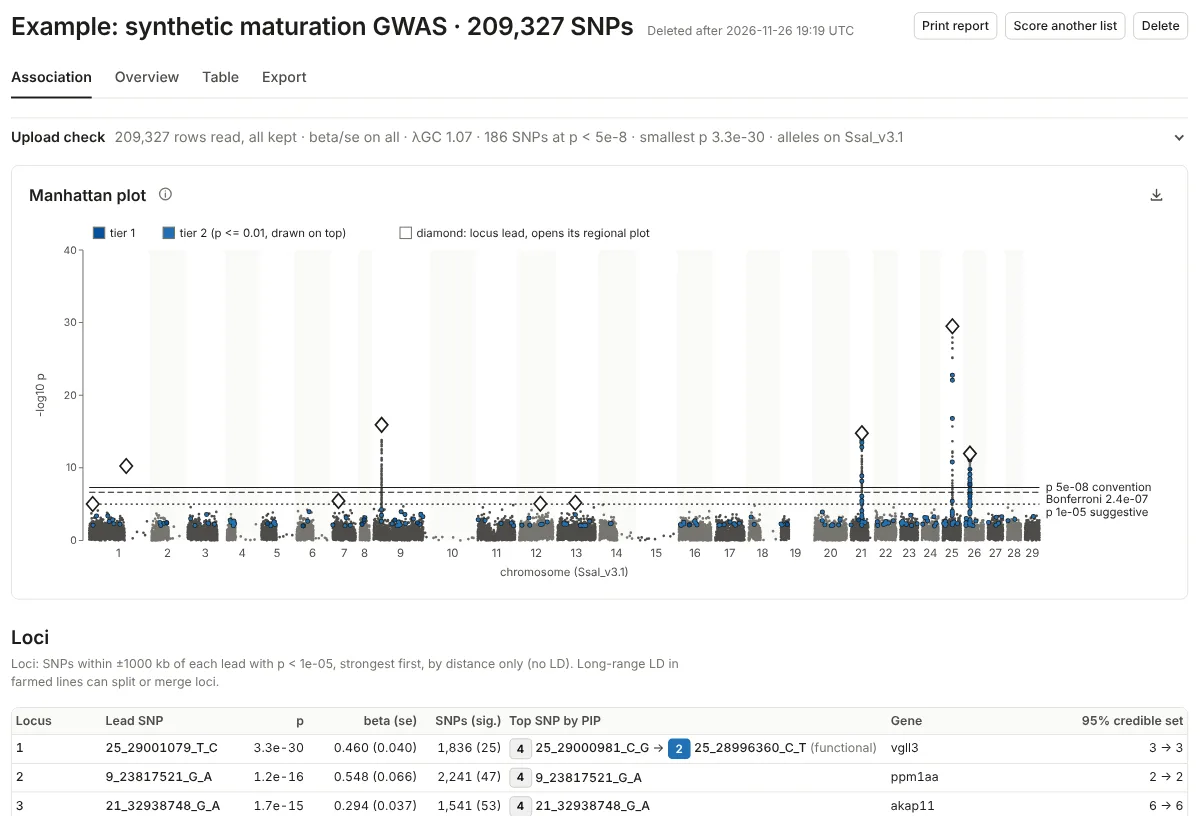 Example: synthetic maturation GWAS · 209,327 SNPs Deleted after 2026-11-26 19:19 UTC Print report Score another list Delete
Association Overview Table Export
Upload check 209,327 rows read, all kept · beta/se on all · λGC 1.07 · 186 SNPs at p < 5e-8 · smallest p 3.3e-30 · alleles on Ssal_v3.1
Manhattan plot
tier 1 tier 2 (p <= 0.01, drawn on top) diamond: locus lead, opens its regional plot
40
30
20
10
0
-log10 p
p 5e-08 convention
Bonferroni 2.4e-07
p 1e-05 suggestive
1 2 3 4 5 6 7 8 9 10 11 12 13 14 15 16 17 18 19 20 21 22 23 24 25 26 27 28 29
chromosome (Ssal_v3.1)
Loci
Loci: SNPs within ±1000 kb of each lead with p < 1e-05, strongest first, by distance only (no LD). Long-range LD in
farmed lines can split or merge loci.
Locus Lead SNP p beta (se) SNPs (sig.) Top SNP by PIP Gene 95% credible set
1 25_29001079_T_C 3.3e-30 0.460 (0.040) 1,836 (25) 4 25_29000981_C_G → 2 25_28996360_C_T (functional) vgll3 3 → 3
2 9_23817521_G_A 1.2e-16 0.548 (0.066) 2,241 (47) 4 9_23817521_G_A ppm1aa 2 → 2
3 21_32938748_G_A 1.7e-15 0.294 (0.037) 1,541 (53) 4 21_32938748_G_A akap11 6 → 6